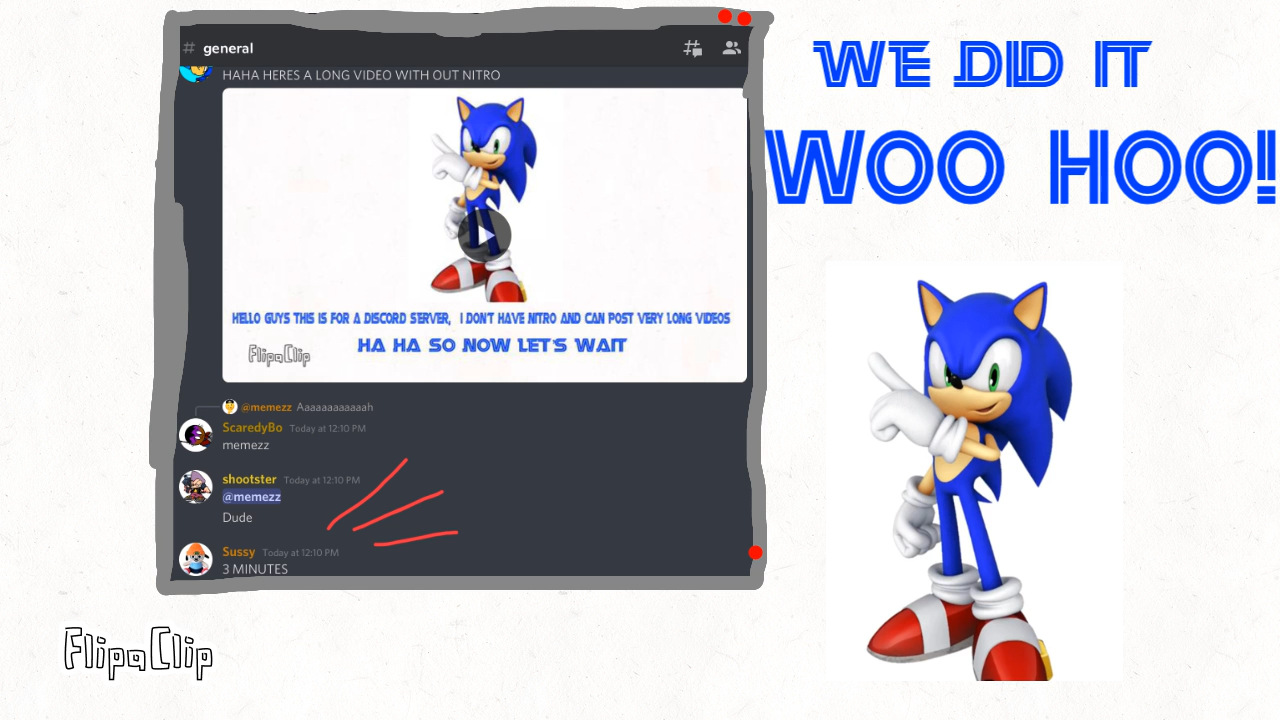 # general
HAHA HERES A LONG VIDEO WITH OUT NITRO
HELLO GUYS THIS IS FOR A DISCORD SERVER, I DON'T HAVE NITRO AND CAN POST VERY LONG VIDEOS
HA HA SO NOW LET'S WAIT
FlipaClip
@memezz Aaaaaaaaaaaah
ScaredyBo Today at 12:10 PM
memezz
shootster Today at 12:10 PM
@memezz
Dude
Sussy Today at 12:10 PM
3 MINUTES
WE DID IT
WOO HOO!
FlipaClip